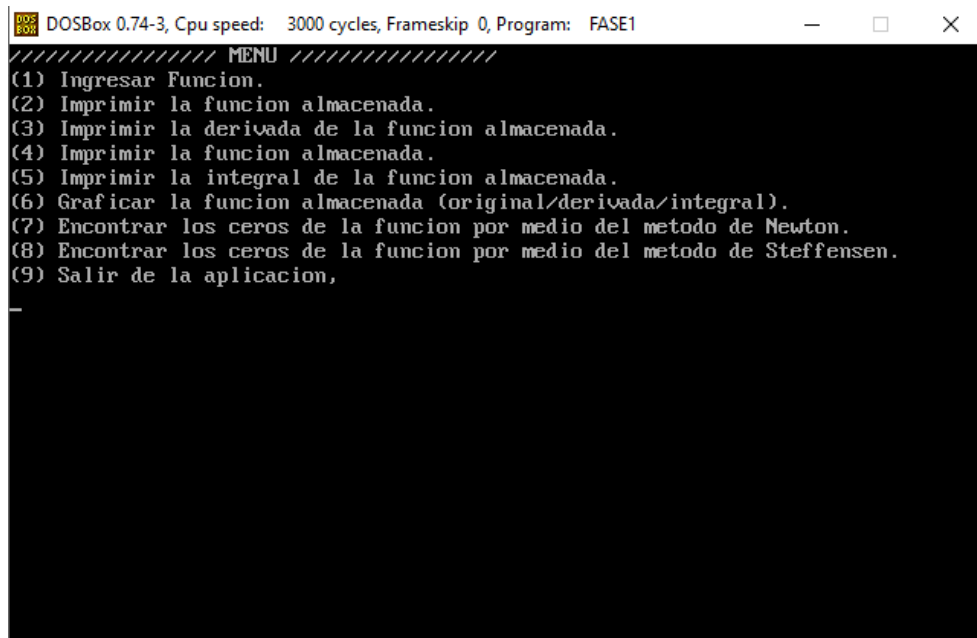 DOS BOX DOSBox 0.74-3, Cpu speed: 3000 cycles, Frameskip 0, Program: FASE1
///////////////// MENU /////////////////
(1) Ingresar Funcion.
(2) Imprimir la funcion almacenada.
(3) Imprimir la derivada de la funcion almacenada.
(4) Imprimir la funcion almacenada.
(5) Imprimir la integral de la funcion almacenada.
(6) Graficar la funcion almacenada (original/derivada/integral).
(7) Encontrar los ceros de la funcion por medio del metodo de Newton.
(8) Encontrar los ceros de la funcion por medio del metodo de Steffensen.
(9) Salir de la aplicacion,